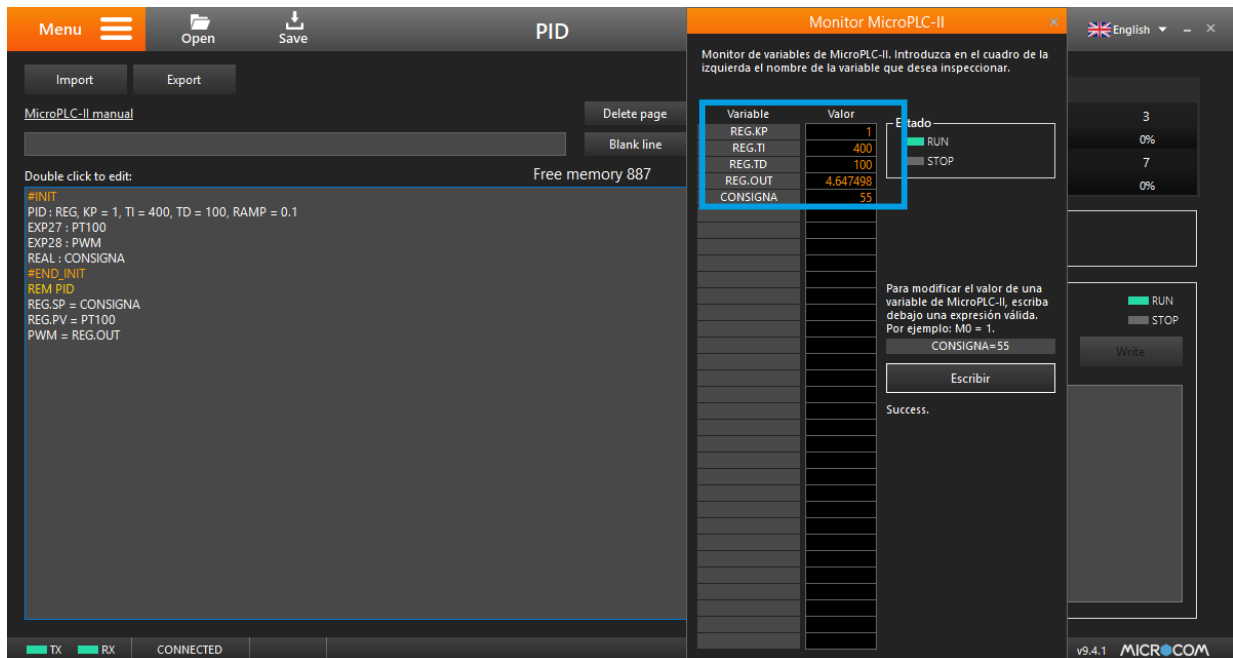 Menu
Open
Save
PID
Monitor MicroPLC-II
×
English
Import
Export
MicroPLC-II manual
Delete page
Blank line
Double click to edit:
Free memory 887
#INIT
PID : REG, KP = 1, TI = 400, TD = 100, RAMP = 0.1
EXP27 : PT100
EXP28 : PWM
REAL : CONSIGNA
#END_INIT
REM PID
REG.SP = CONSIGNA
REG.PV = PT100
PWM = REG.OUT
Monitor de variables de MicroPLC-II. Introduzca en el cuadro de la
izquierda el nombre de la variable que desea inspeccionar.
Variable Valor
REG.KP 1
REG.TI 400
REG.TD 100
REG.OUT 4.647498
CONSIGNA 55
Estado
RUN
STOP
Para modificar el valor de una
variable de MicroPLC-II, escriba
debajo una expresión válida.
Por ejemplo: M0 = 1.
CONSIGNA=55
Escribir
Success.
3
0%
7
0%
RUN
STOP
Write
TX RX CONNECTED
v9.4.1 MICROCOM